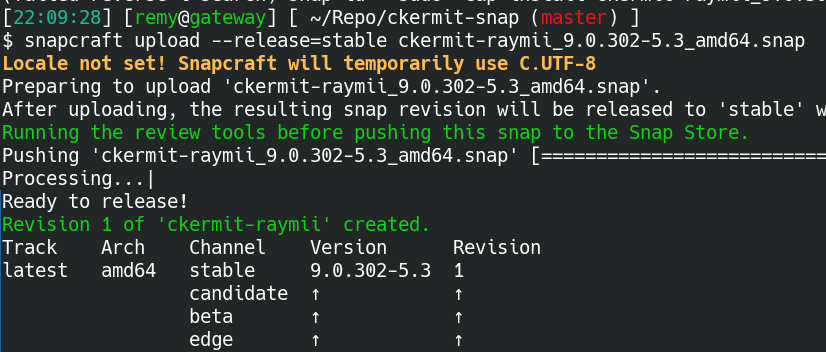 [22:09:28] [remy@gateway] [ ~/Repo/ckermit-snap (master) ]
$ snapcraft upload --release=stable ckermit-raymii_9.0.302-5.3_amd64.snap
Locale not set! Snapcraft will temporarily use C.UTF-8
Preparing to upload 'ckermit-raymii_9.0.302-5.3_amd64.snap'.
After uploading, the resulting snap revision will be released to 'stable' w
Running the review tools before pushing this snap to the Snap Store.
Pushing 'ckermit-raymii_9.0.302-5.3_amd64.snap' [==========================
Processing...|
Ready to release!
Revision 1 of 'ckermit-raymii' created.
Track Arch Channel Version Revision
latest amd64 stable 9.0.302-5.3 1
candidate ↑ ↑
beta ↑ ↑
edge ↑ ↑